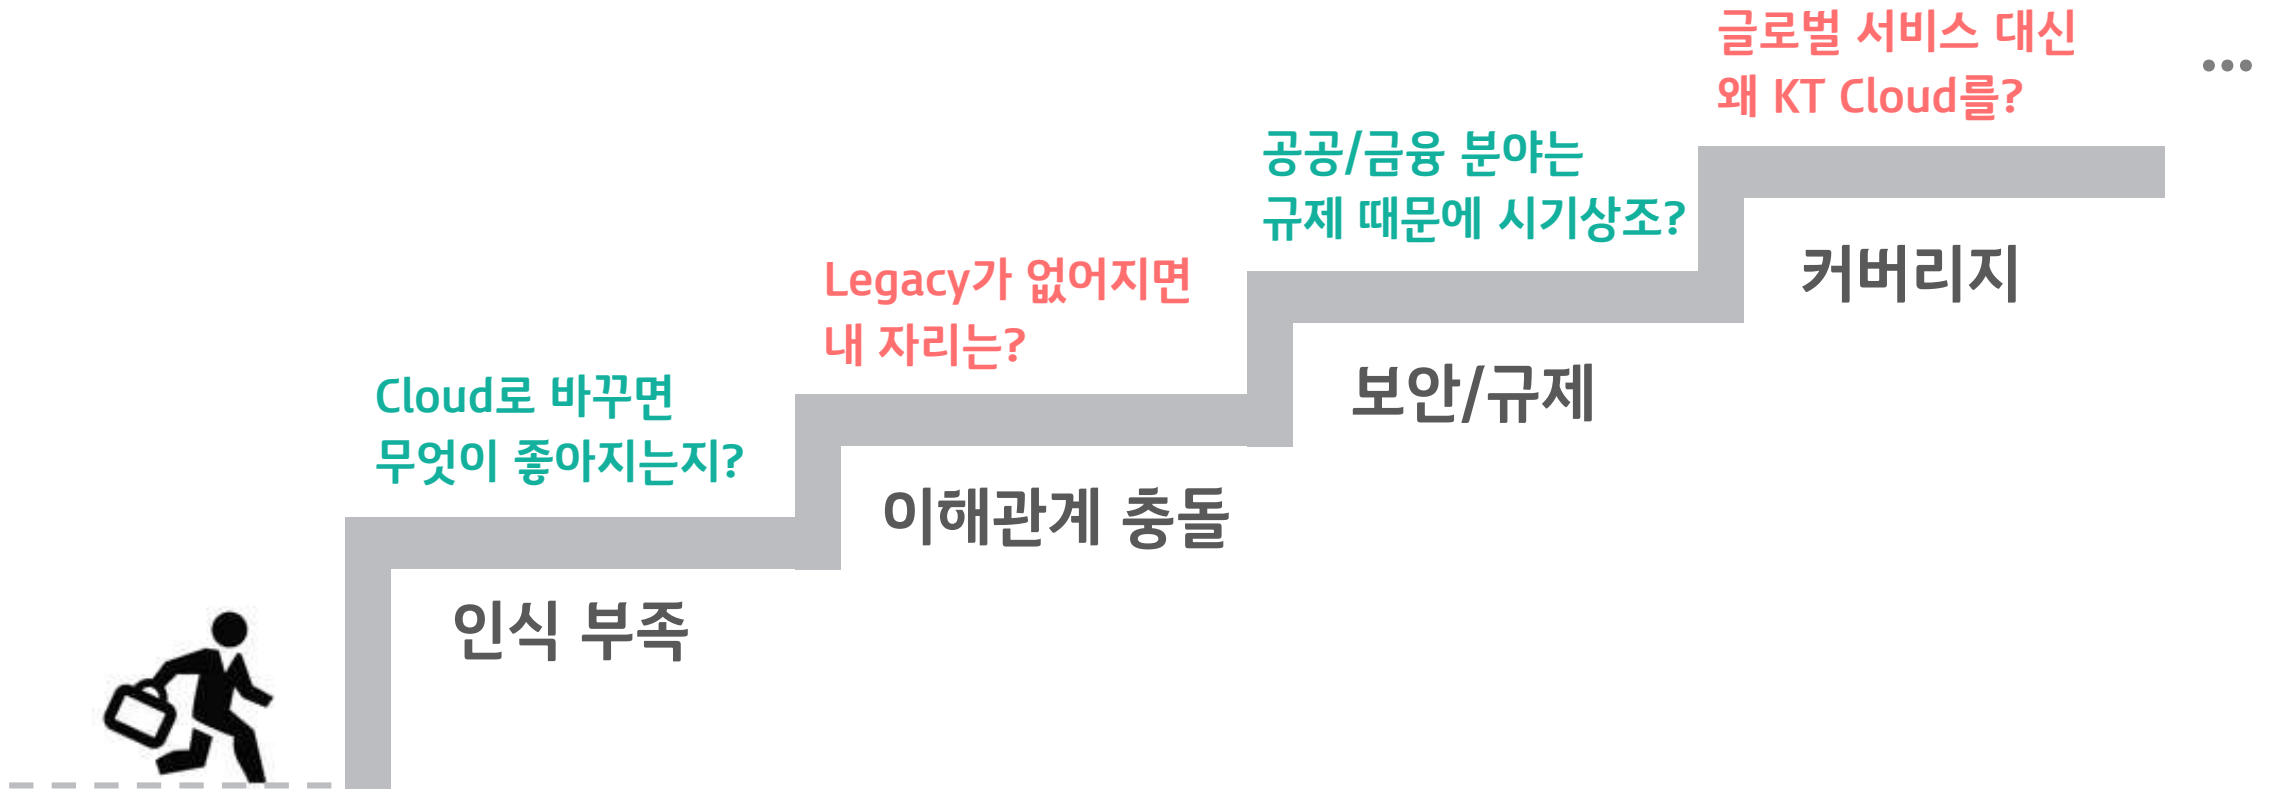 글로벌 서비스 대신
왜 KT Cloud를?
...
공공/금융 분야는
규제 때문에 시기상조?
커버리지
Legacy가 없어지면
내 자리는?
보안/규제
Cloud로 바꾸면
무엇이 좋아지는지?
이해관계 충돌
인식 부족